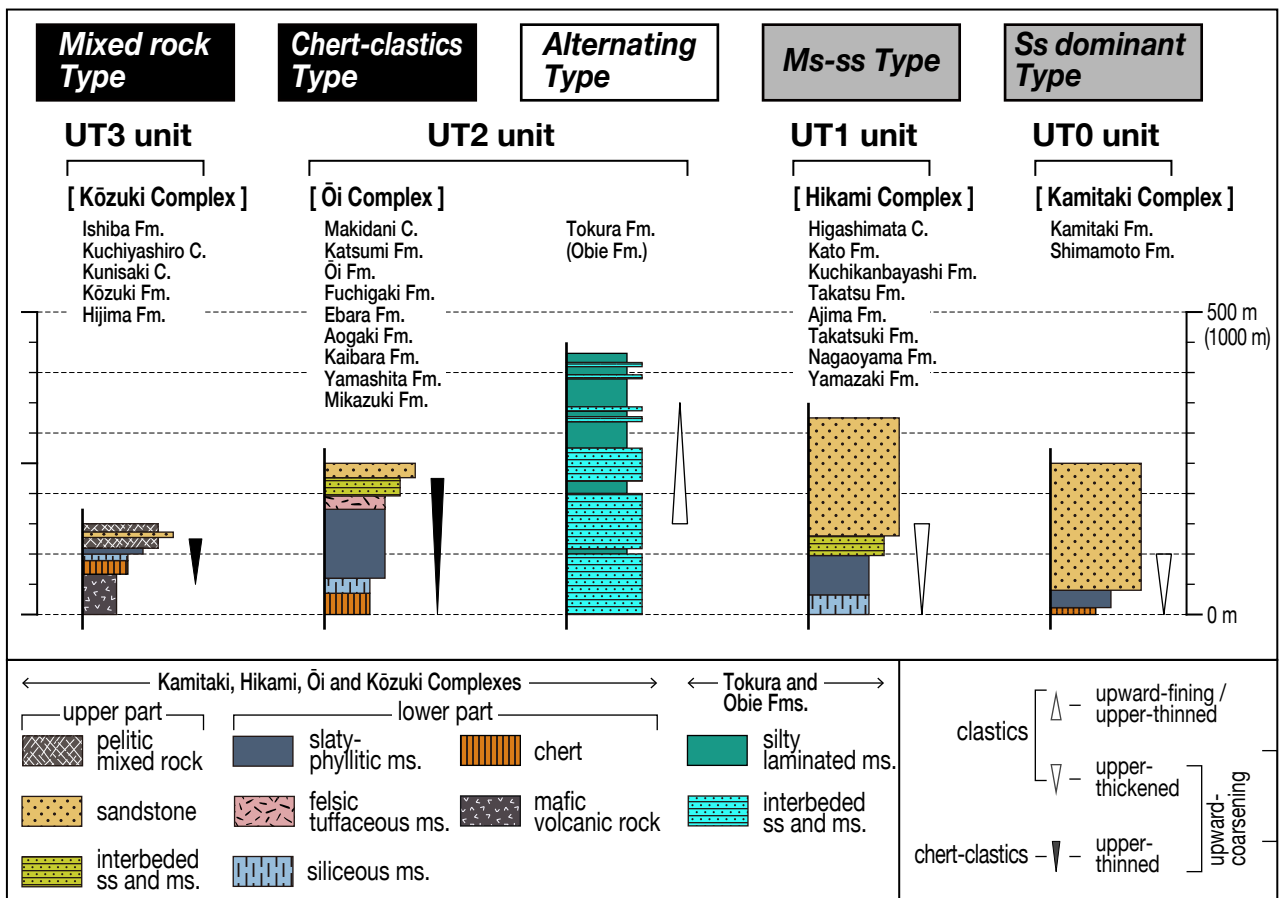 Mixed rock
Type
Chert-clastics
Type
Alternating
Type
Ms-ss Type
Ss dominant
Type
UT3 unit
UT2 unit
UT1 unit
UT0 unit
[ Kōzuki Complex ]
Ishiba Fm.
Kuchiyashiro C.
Kunisaki C.
Kōzuki Fm.
Hijima Fm.
[ Ōi Complex ]
Makidani C.
Katsumi Fm.
Ōi Fm.
Fuchigaki Fm.
Ebara Fm.
Aogaki Fm.
Kaibara Fm.
Yamashita Fm.
Mikazuki Fm.
Tokura Fm.
(Obie Fm.)
[ Hikami Complex ]
Higashimata C.
Kato Fm.
Kuchikanbayashi Fm.
Takatsu Fm.
Ajima Fm.
Takatsuki Fm.
Nagaoyama Fm.
Yamazaki Fm.
[ Kamitaki Complex ]
Kamitaki Fm.
Shimamoto Fm.
500 m
(1000 m)
0 m
Kamitaki, Hikami, Ōi and Kōzuki Complexes
Tokura and
Obie Fms.
upper part
lower part
pelitic
mixed rock
slaty-
phyllitic ms.
chert
silty
laminated ms.
sandstone
felsic
tuffaceous ms.
mafic
volcanic rock
interbeded
ss and ms.
interbeded
ss and ms.
siliceous ms.
clastics
upward-fining /
upper-thinned
upper-
thickened
chert-clastics
upper-
thinned
upward-
coarsening